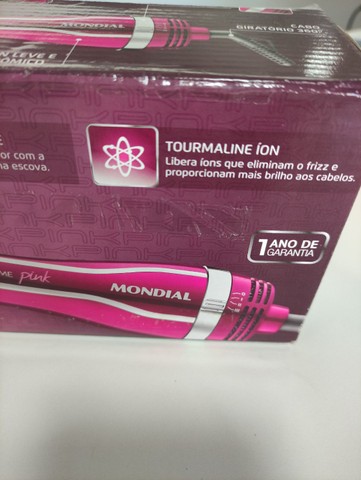 MONDIAL
CABO
GIRATÓRIO 360°
LEVE E
TOURMALINE ÍON
Libera íons que eliminam o frizz e
proporcionam mais brilho aos cabelos.
or com a
a escova.
1 ANO DE
GARANTIA
ME pink
MONDIAL